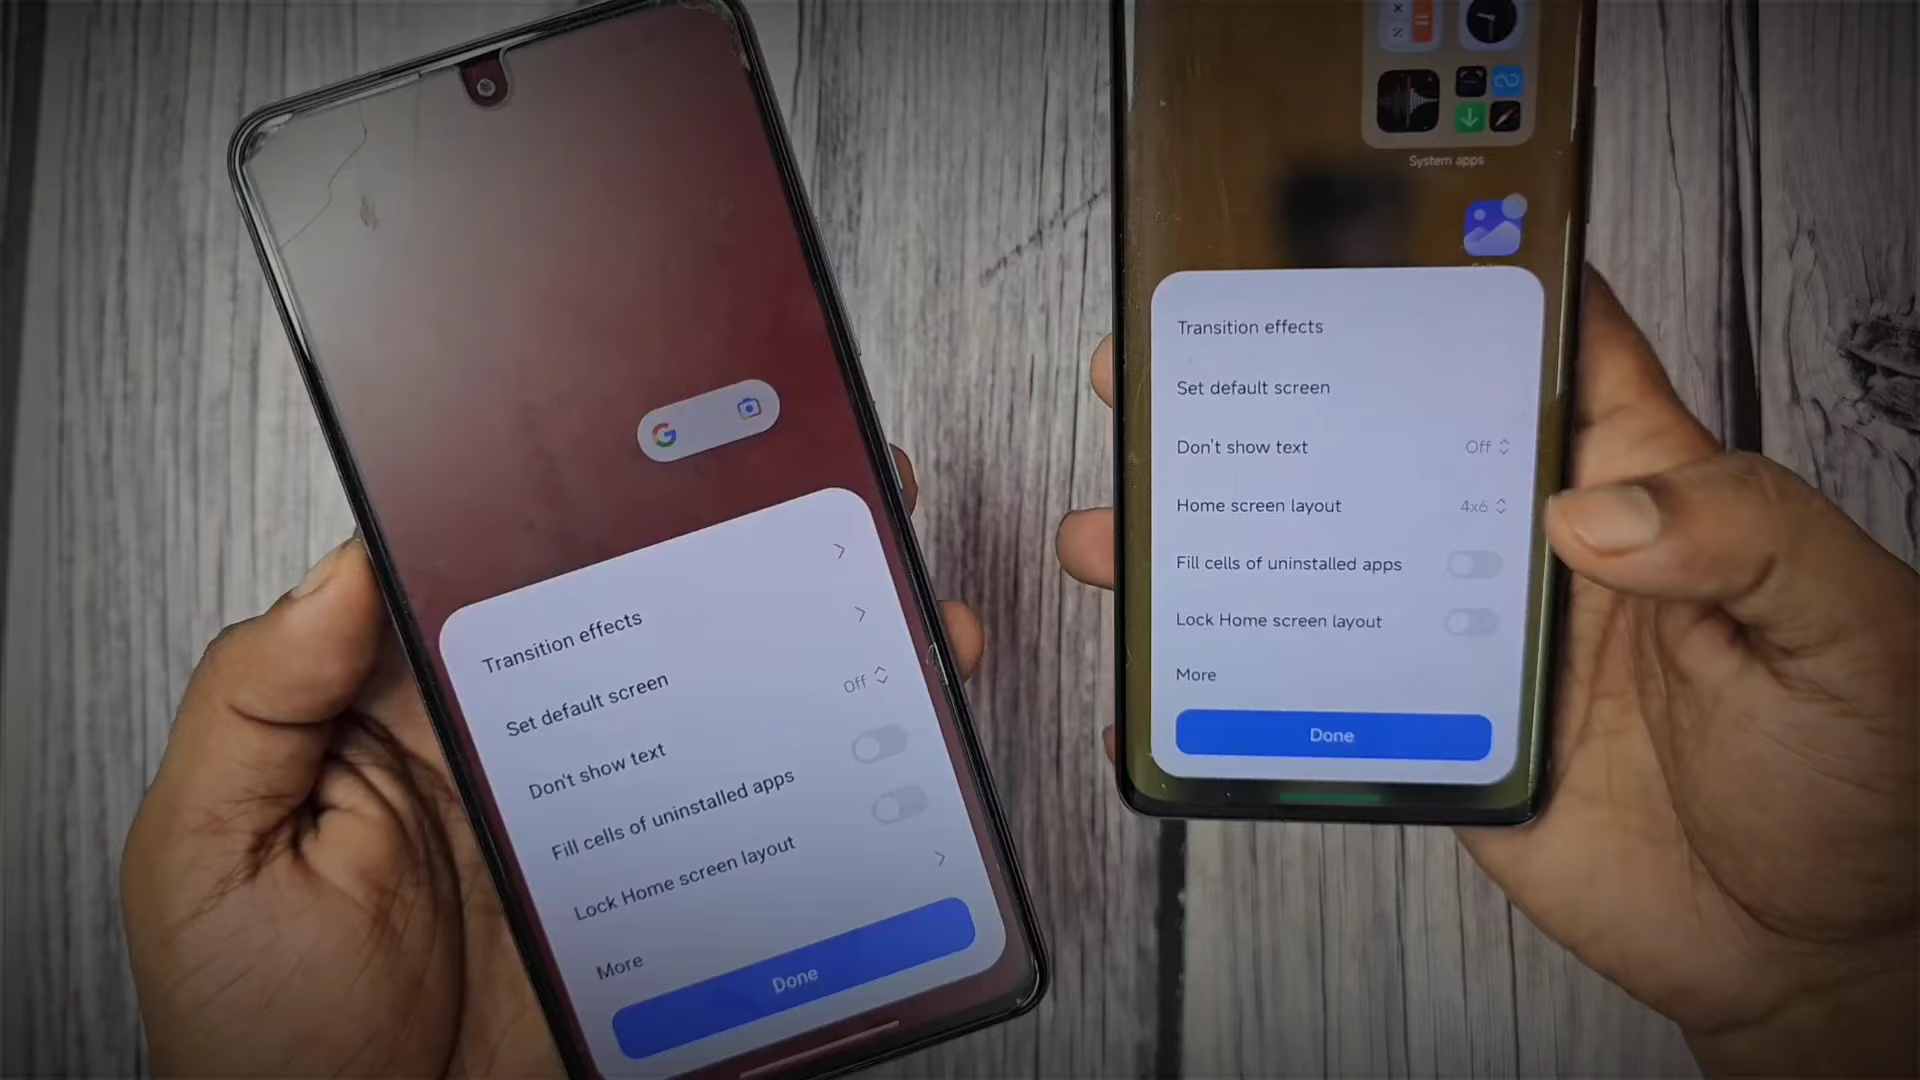 Transition effects
Set default screen
Don't show text Off
Fill cells of uninstalled apps
Lock Home screen layout
More
Done
System apps
Transition effects
Set default screen
Don't show text Off
Home screen layout 4x6
Fill cells of uninstalled apps
Lock Home screen layout
More
Done